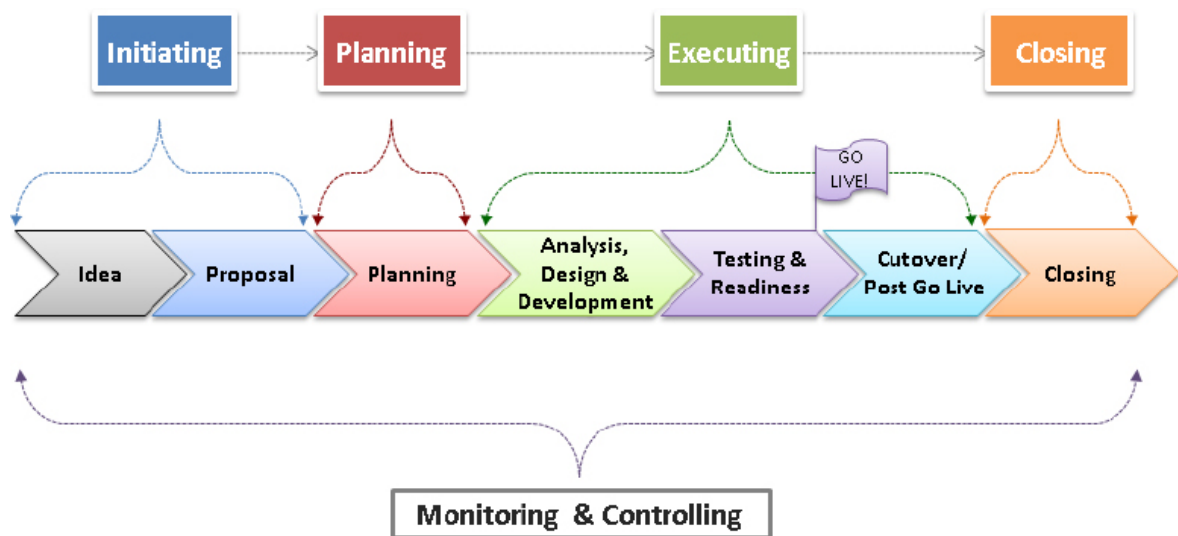 Initiating
Planning
Executing
Closing
GO
LIVE!
Idea
Proposal
Planning
Analysis,
Design &
Development
Testing &
Readiness
Cutover/
Post Go Live
Closing
Monitoring & Controlling